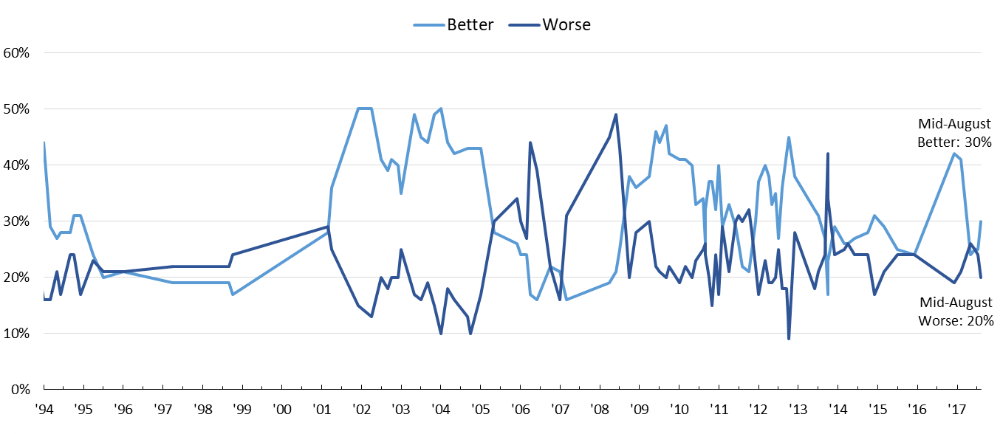 Better Worse
60%
50%
Mid-August
Better: 30%
40%
30%
20%
Mid-August
Worse: 20%
10%
0%
'94 '95 '96 '97 '98 '99 '00 '01 '02 '03 '04 '05 '06 '07 '08 '09 '10 '11 '12 '13 '14 '15 '16 '17